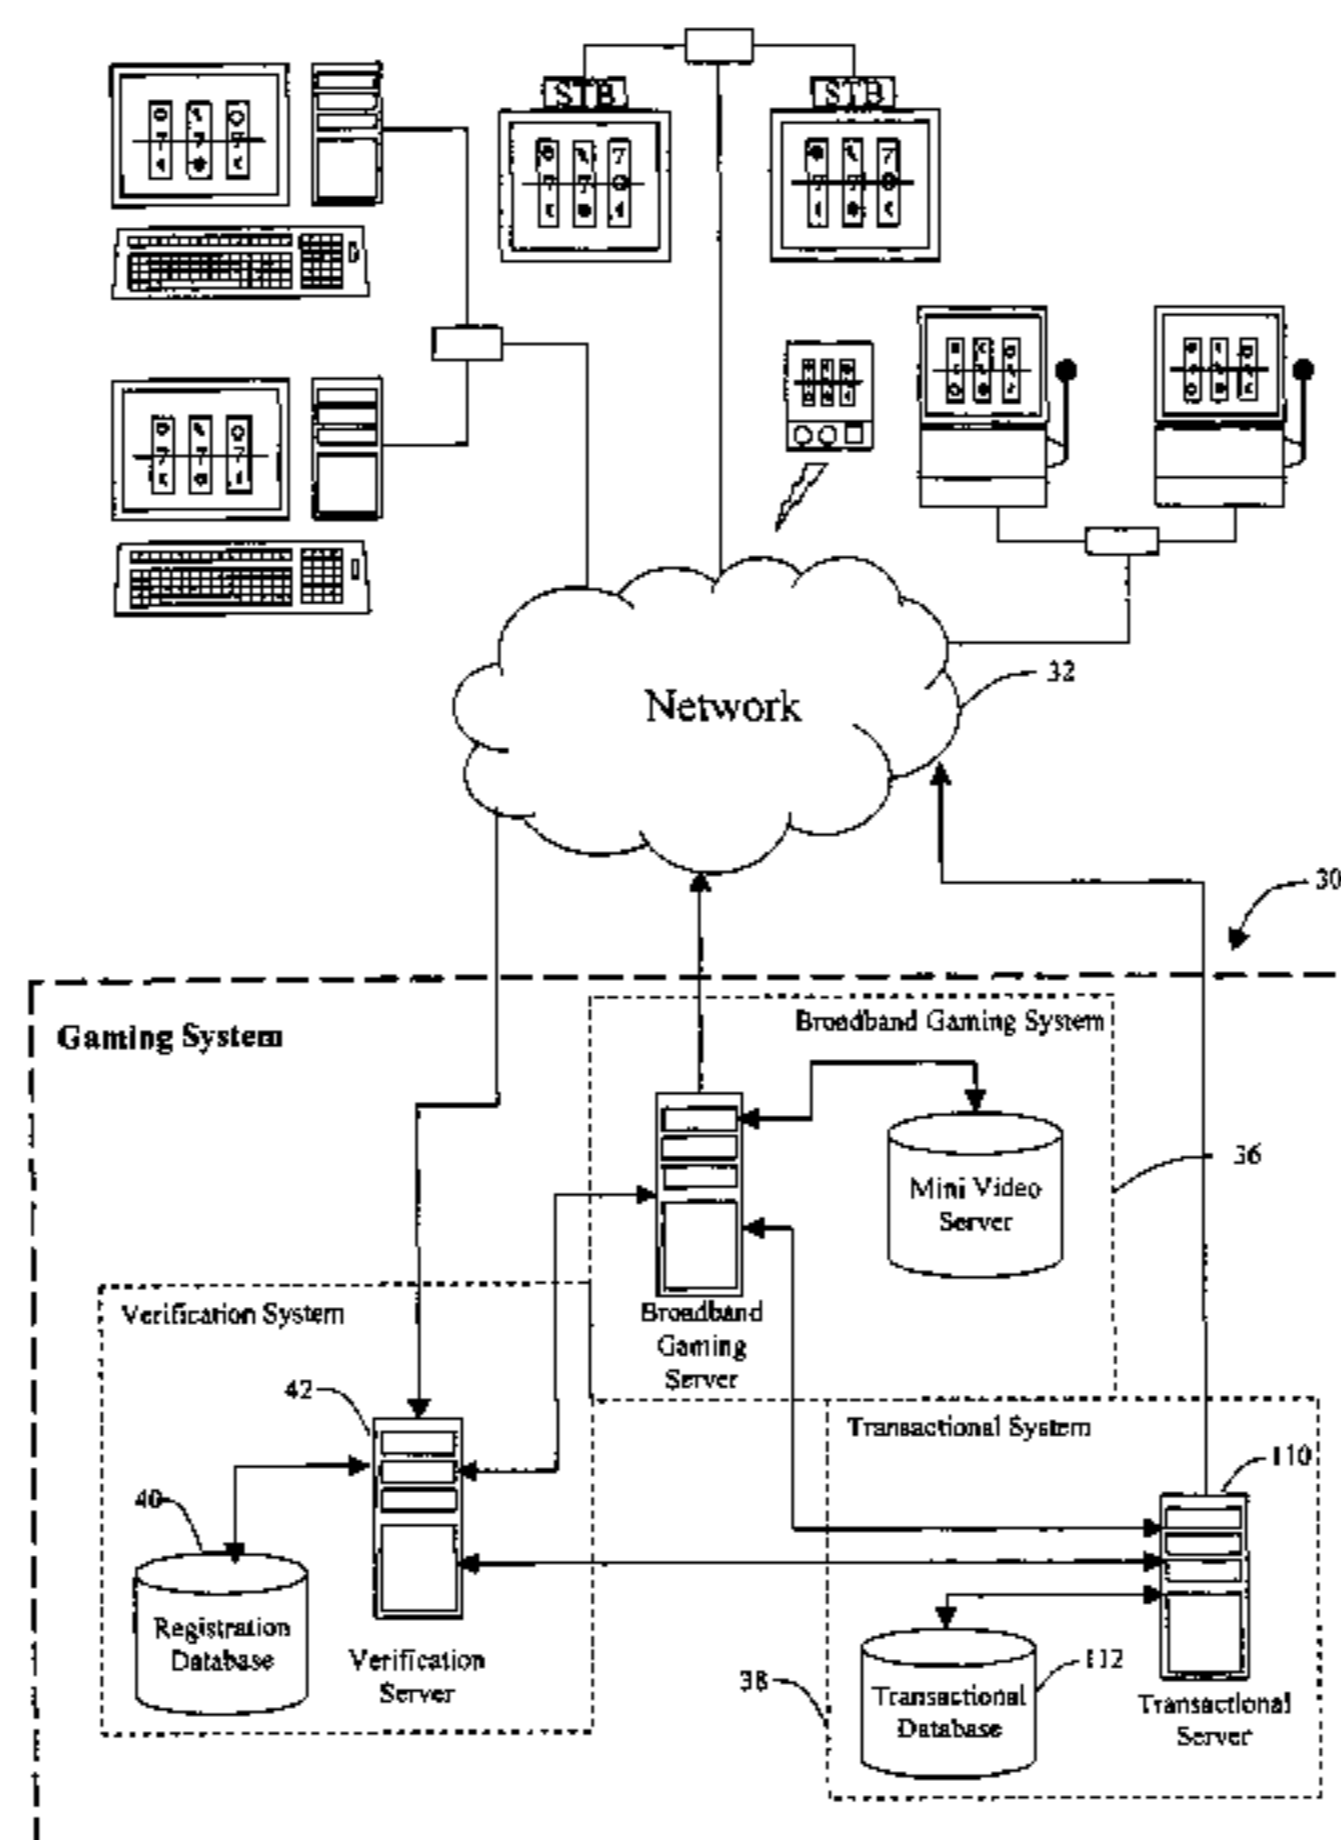 STB
STB
Network
32
30
Gaming System
Broadband Gaming System
Mini Video
Server
36
Broadband
Gaming
Server
Verification System
42
40
Registration
Database
Verification
Server
Transactional System
110
112
38
Transactional
Database
Transactional
Server